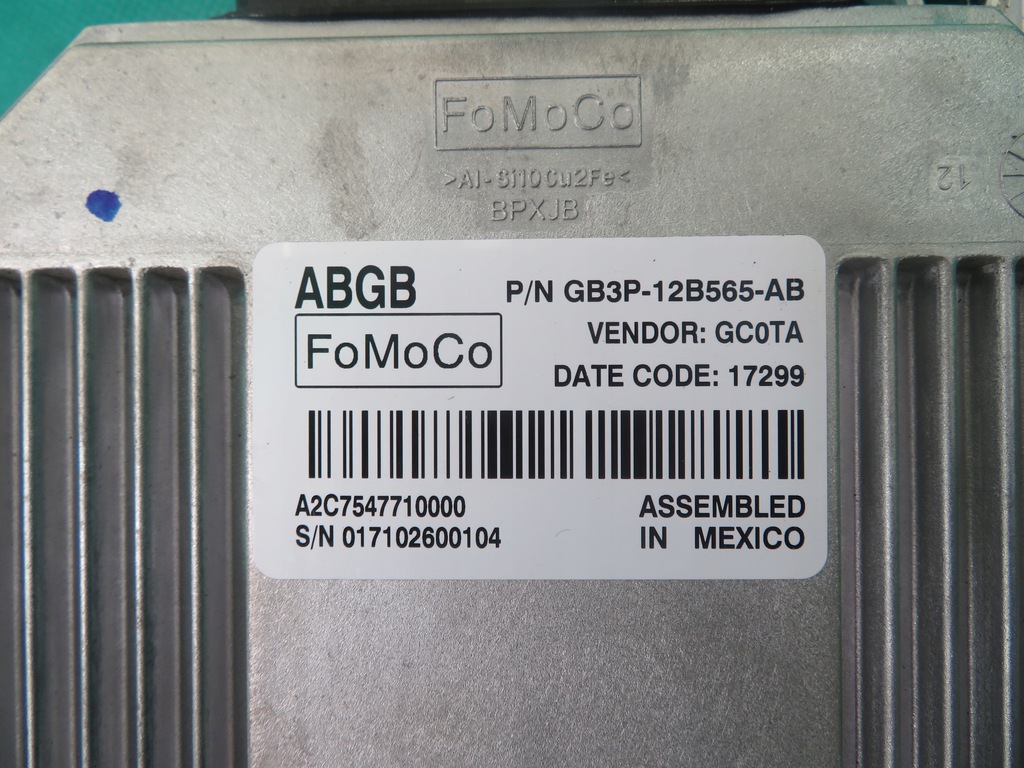 FoMoCo
>Al-Si10Cu2Fe<
BPXJB
12
ABGB
P/N GB3P-12B565-AB
FoMoCo
VENDOR: GC0TA
DATE CODE: 17299
A2C7547710000
ASSEMBLED
S/N 017102600104
IN MEXICO